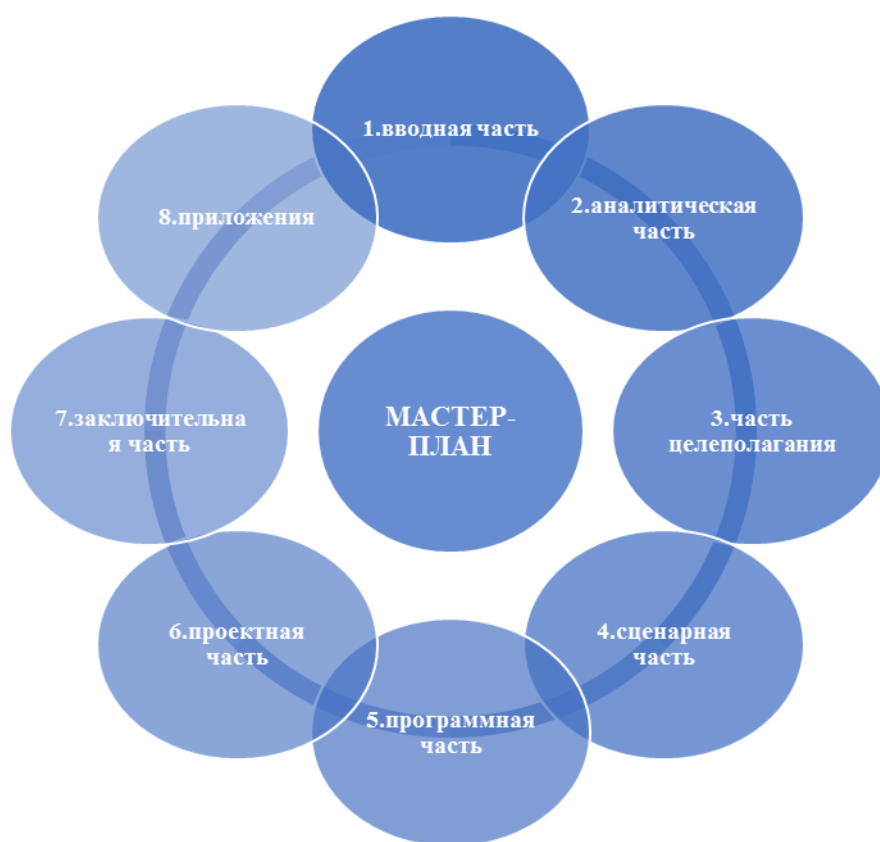 1.вводная часть
2.аналитическая
часть
3.часть
целеполагания
4.сценарная
часть
5.программная
часть
6.проектная
часть
7.заключительна
я часть
8.приложения
МАСТЕР-
ПЛАН